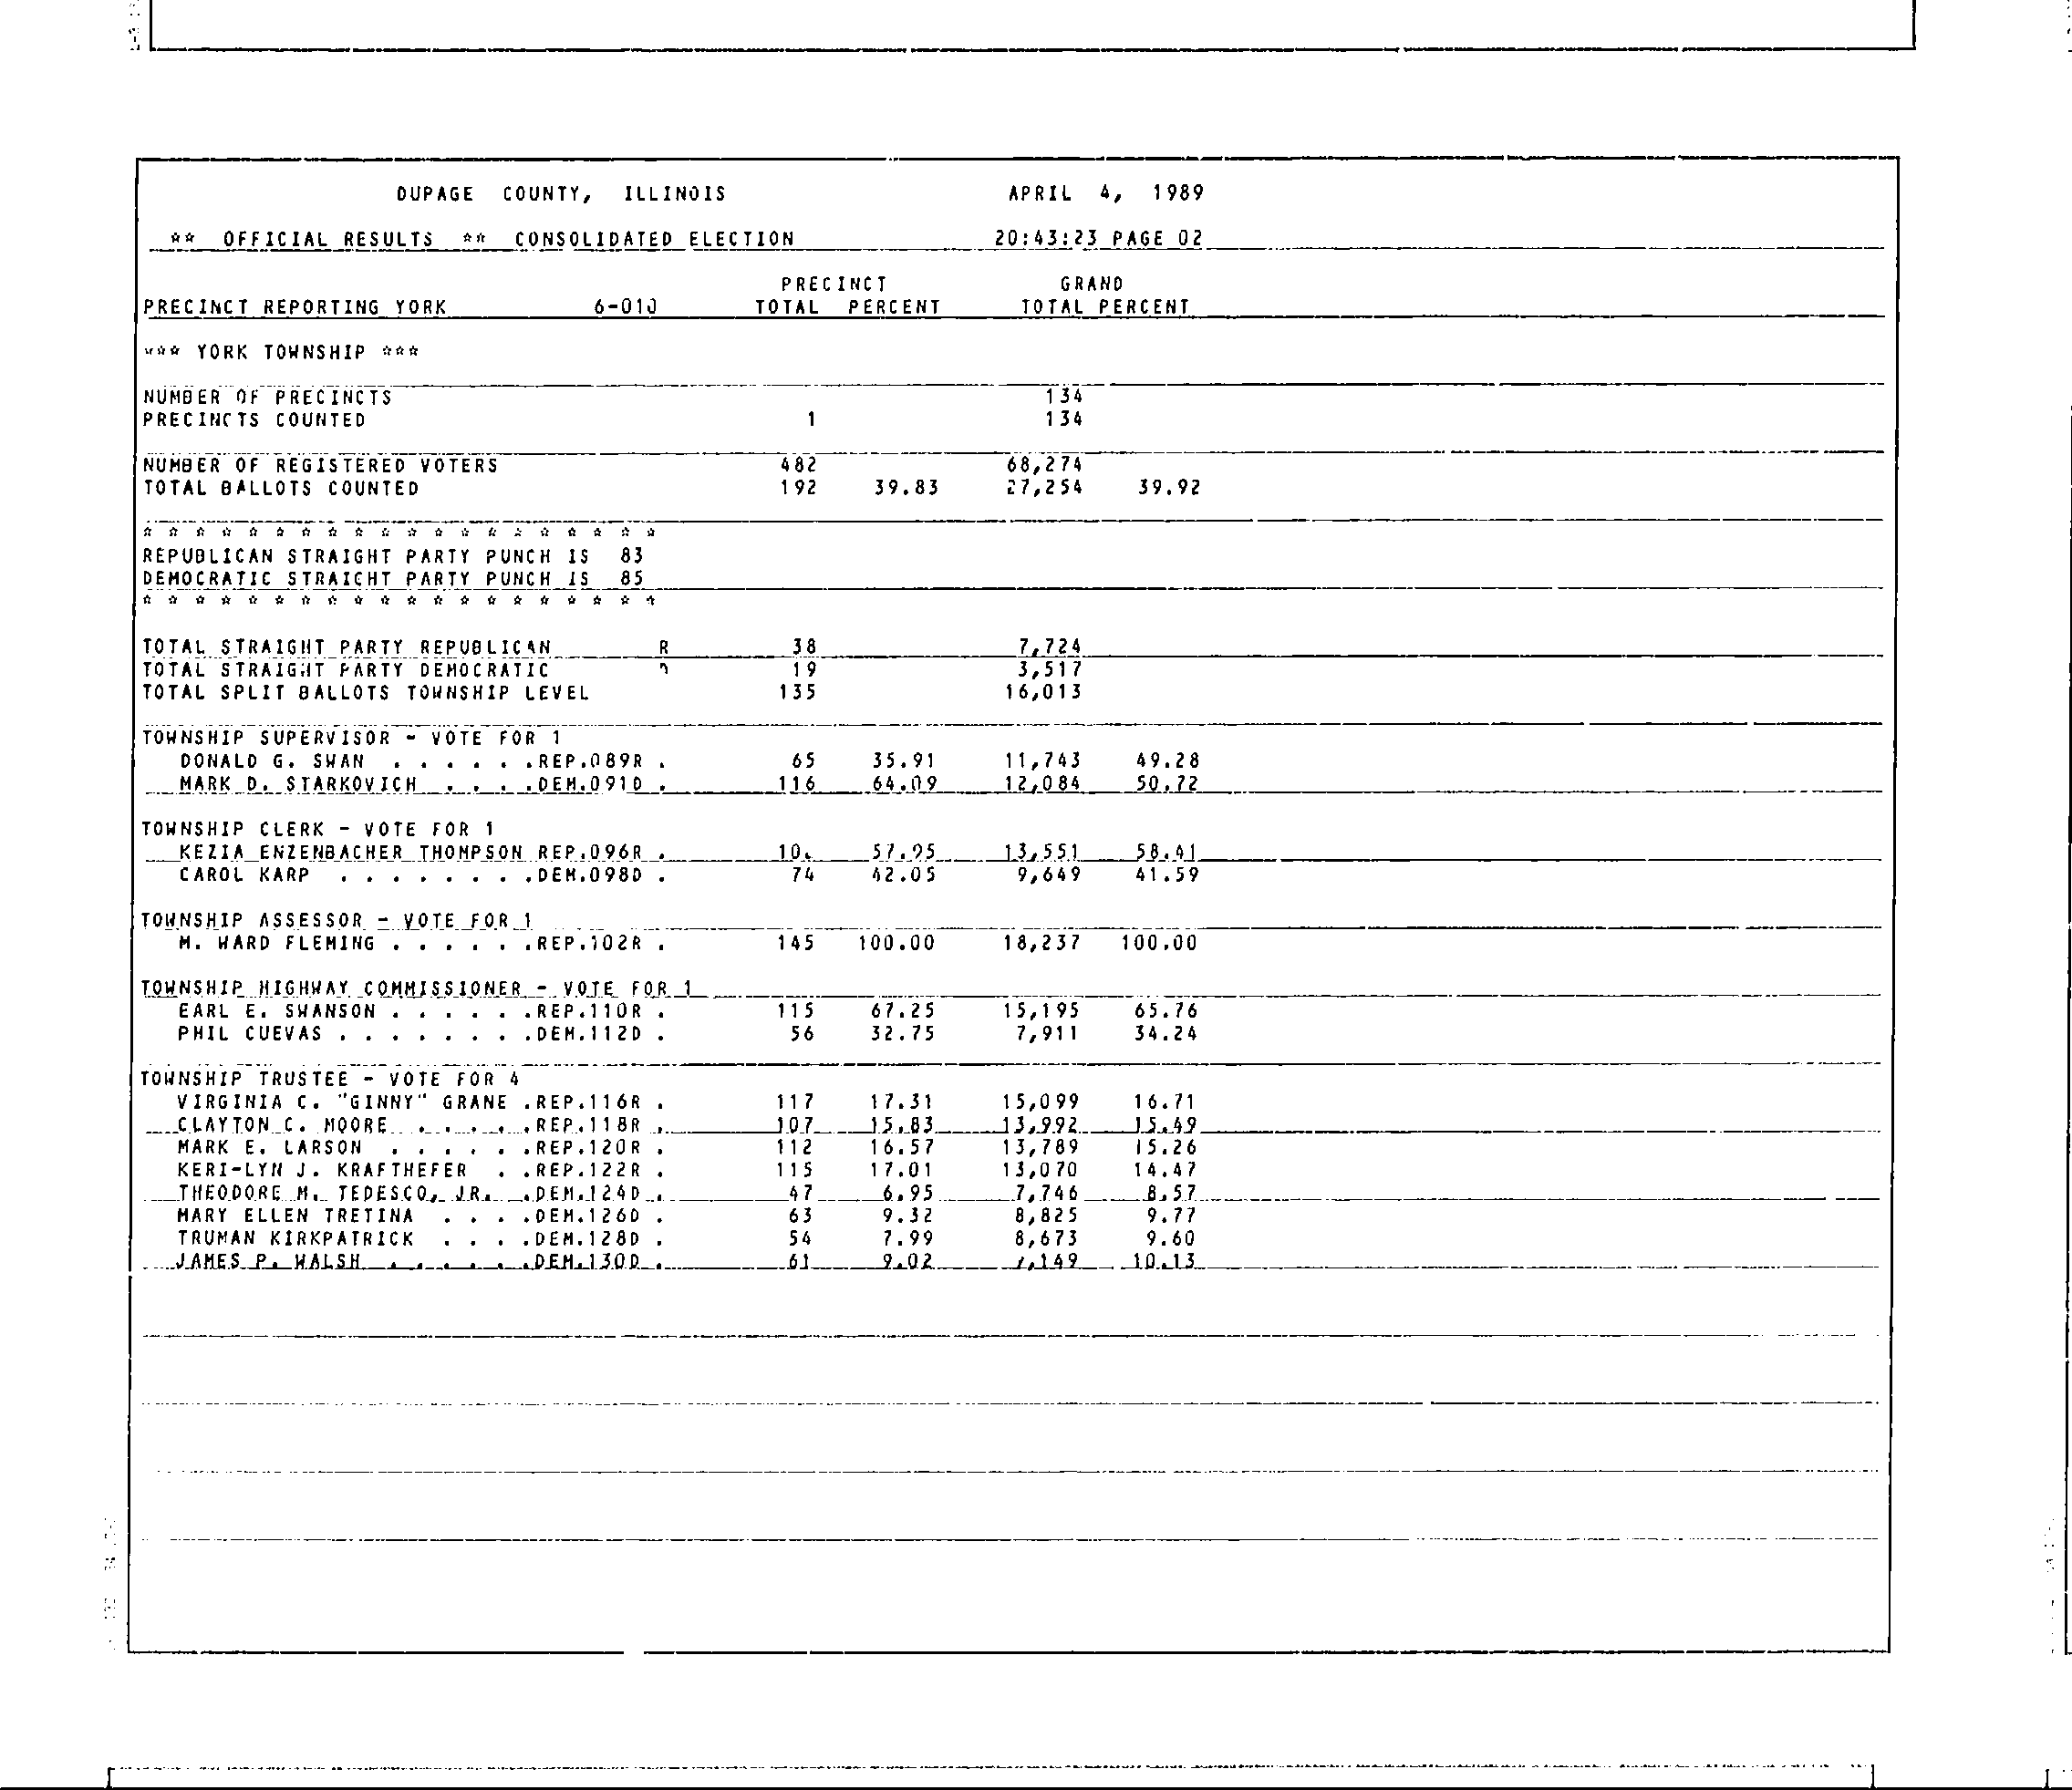 DUPAGE COUNTY, ILLINOIS APRIL 4, 1989
** OFFICIAL RESULTS ** CONSOLIDATED ELECTION 20:43:23 PAGE 02
PRECINCT GRAND
PRECINCT REPORTING YORK 6-010 TOTAL PERCENT TOTAL PERCENT
*** YORK TOWNSHIP ***
NUMBER OF PRECINCTS 134
PRECINCTS COUNTED 1 134
NUMBER OF REGISTERED VOTERS 482 68,274
TOTAL BALLOTS COUNTED 192 39.83 27,254 39.92
* * * * * * * * * * * * * * * * * * * *
REPUBLICAN STRAIGHT PARTY PUNCH IS 83
DEMOCRATIC STRAIGHT PARTY PUNCH IS 85
* * * * * * * * * * * * * * * * * * * *
TOTAL STRAIGHT PARTY REPUBLICAN R 38 7,724
TOTAL STRAIGHT PARTY DEMOCRATIC 19 3,517
TOTAL SPLIT BALLOTS TOWNSHIP LEVEL 135 16,013
TOWNSHIP SUPERVISOR - VOTE FOR 1
DONALD G. SWAN . . . . . .REP.089R . 65 35.91 11,743 49.28
MARK D. STARKOVICH . . . .DEM.091D . 116 64.09 12,084 50.72
TOWNSHIP CLERK - VOTE FOR 1
KEZIA ENZENBACHER THOMPSON REP.096R . 57.95 13,551 58.41
CAROL KARP . . . . . . . .DEM.098D . 74 42.05 9,649 41.59
TOWNSHIP ASSESSOR - VOTE FOR 1
M. WARD FLEMING . . . . . .REP.102R . 145 100.00 18,237 100.00
TOWNSHIP HIGHWAY COMMISSIONER - VOTE FOR 1
EARL E. SWANSON . . . . . .REP.110R . 115 67.25 15,195 65.76
PHIL CUEVAS . . . . . . . .DEM.112D . 56 32.75 7,911 34.24
TOWNSHIP TRUSTEE - VOTE FOR 4
VIRGINIA C. "GINNY" GRANE .REP.116R . 117 17.31 15,099 16.71
CLAYTON C. MOORE . . . . .REP.118R . 107 15.83 13,992 15.49
MARK E. LARSON . . . . . .REP.120R . 112 16.57 13,789 15.26
KERI-LYN J. KRAFTHEFER . .REP.122R . 115 17.01 13,070 14.47
THEODORE M. TEDESCO, JR. .DEM.124D . 47 6.95 7,746 8.57
MARY ELLEN TRETINA . . . .DEM.126D . 63 9.32 8,825 9.77
TRUMAN KIRKPATRICK . . . .DEM.128D . 54 7.99 8,673 9.60
JAMES P. WALSH . . . . . .DEM.130D . 61 9.02 10.13